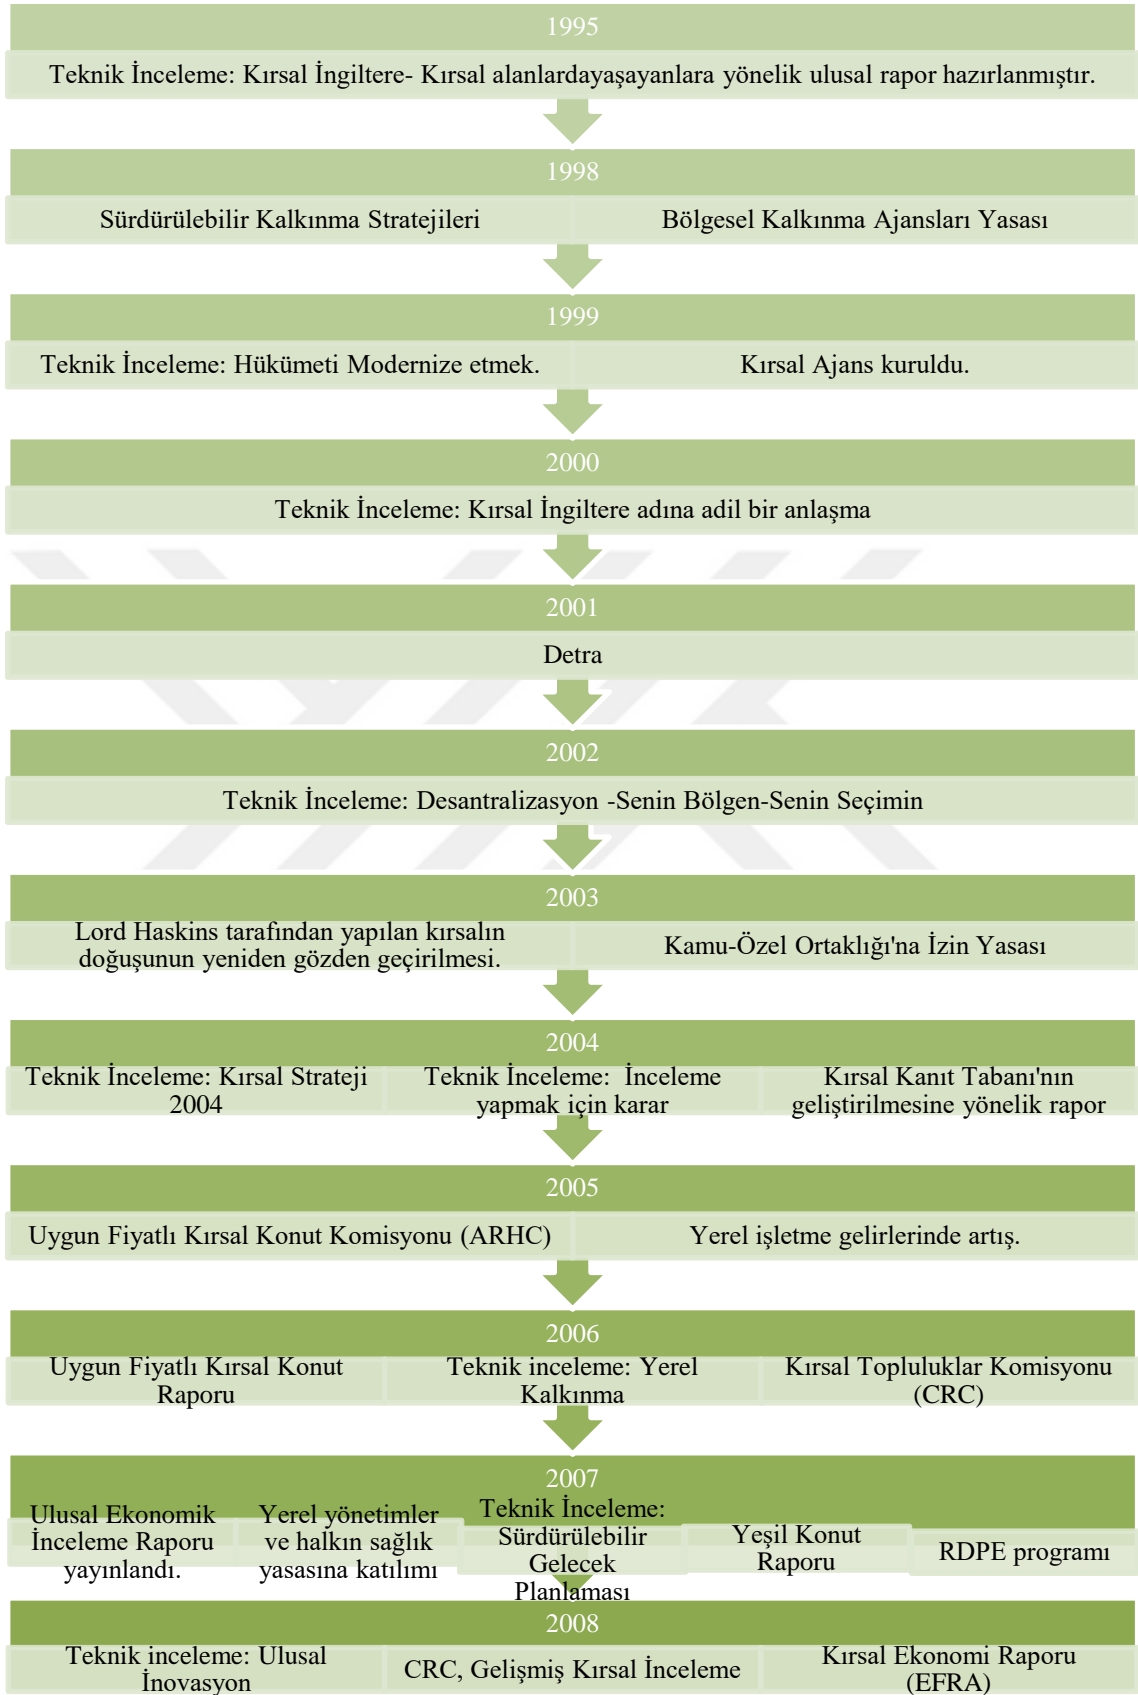 1995
Teknik İnceleme: Kırsal İngiltere- Kırsal alanlardayaşayanlara yönelik ulusal rapor hazırlanmıştır.
1998
Sürdürülebilir Kalkınma Stratejileri
Bölgesel Kalkınma Ajansları Yasası
1999
Teknik İnceleme: Hükümeti Modernize etmek.
Kırsal Ajans kuruldu.
2000
Teknik İnceleme: Kırsal İngiltere adına adil bir anlaşma
2001
Detra
2002
Teknik İnceleme: Desantralizasyon -Senin Bölgen-Senin Seçimin
2003
Lord Haskins tarafından yapılan kırsalın
doğuşunun yeniden gözden geçirilmesi.
Kamu-Özel Ortaklığı'na İzin Yasası
2004
Teknik İnceleme: Kırsal Strateji
2004
Teknik İnceleme: İnceleme
yapmak için karar
Kırsal Kanıt Tabanı'nın
geliştirilmesine yönelik rapor
2005
Uygun Fiyatlı Kırsal Konut Komisyonu (ARHC)
Yerel işletme gelirlerinde artış.
2006
Uygun Fiyatlı Kırsal Konut
Raporu
Teknik inceleme: Yerel
Kalkınma
Kırsal Topluluklar Komisyonu
(CRC)
2007
Ulusal Ekonomik
İnceleme Raporu
yayınlandı.
Yerel yönetimler
ve halkın sağlık
yasasına katılımı
Teknik İnceleme:
Sürdürülebilir
Gelecek
Planlaması
Yeşil Konut
Raporu
RDPE programı
2008
Teknik inceleme: Ulusal
İnovasyon
CRC, Gelişmiş Kırsal İnceleme
Kırsal Ekonomi Raporu
(EFRA)